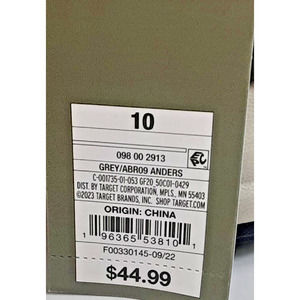 10
098 00 2913
GREY/ABR09 ANDERS
C-001735-01-053 GF20_50C01-0429
DIST. BY TARGET CORPORATION, MPLS., MN 55403
©2023 TARGET BRANDS, INC. SHOP TARGET.COM
ORIGIN: CHINA
1 96365 53810 1
F00330145-09/22
$44.99